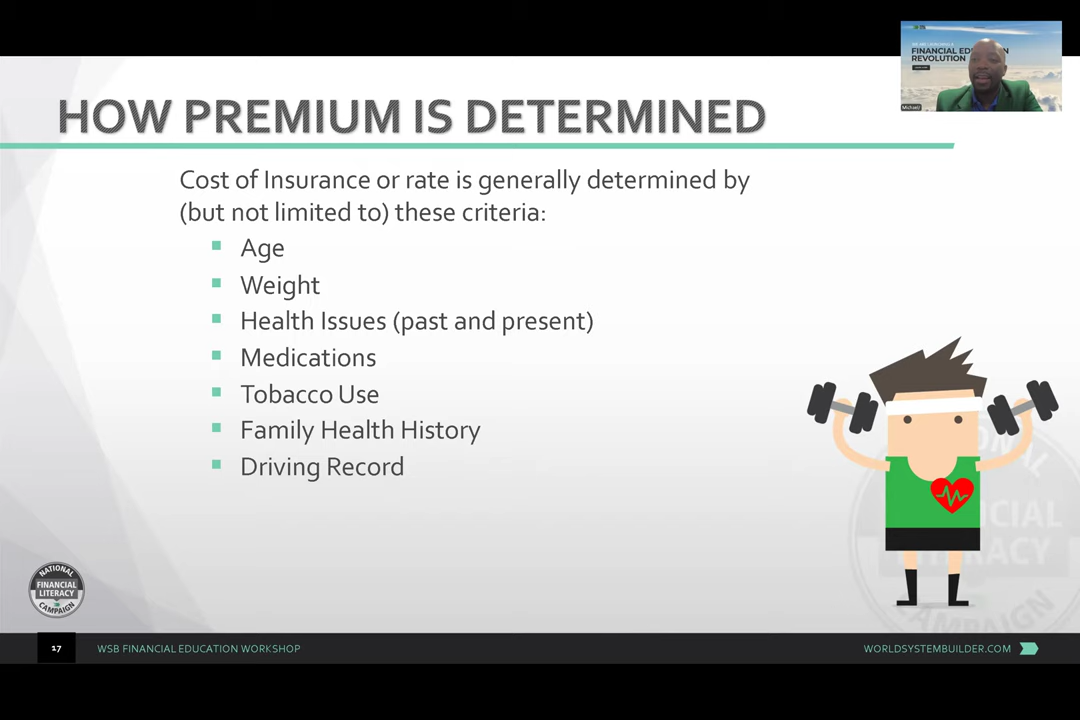 FINANCIAL EDUCATION
REVOLUTION
Michael
HOW PREMIUM IS DETERMINED
Cost of Insurance or rate is generally determined by
(but not limited to) these criteria:
Age
Weight
Health Issues (past and present)
Medications
Tobacco Use
Family Health History
Driving Record
NATIONAL
FINANCIAL
LITERACY
CAMPAIGN
17
WSB FINANCIAL EDUCATION WORKSHOP
WORLDSYSTEMBUILDER.COM